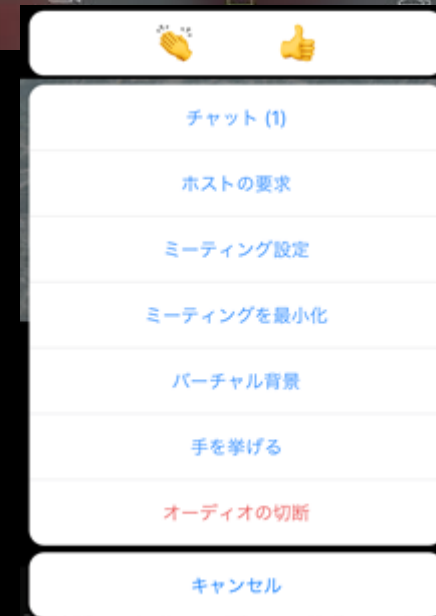 チャット (1)
ホストの要求
ミーティング設定
ミーティングを最小化
バーチャル背景
手を挙げる
オーディオの切断
キャンセル